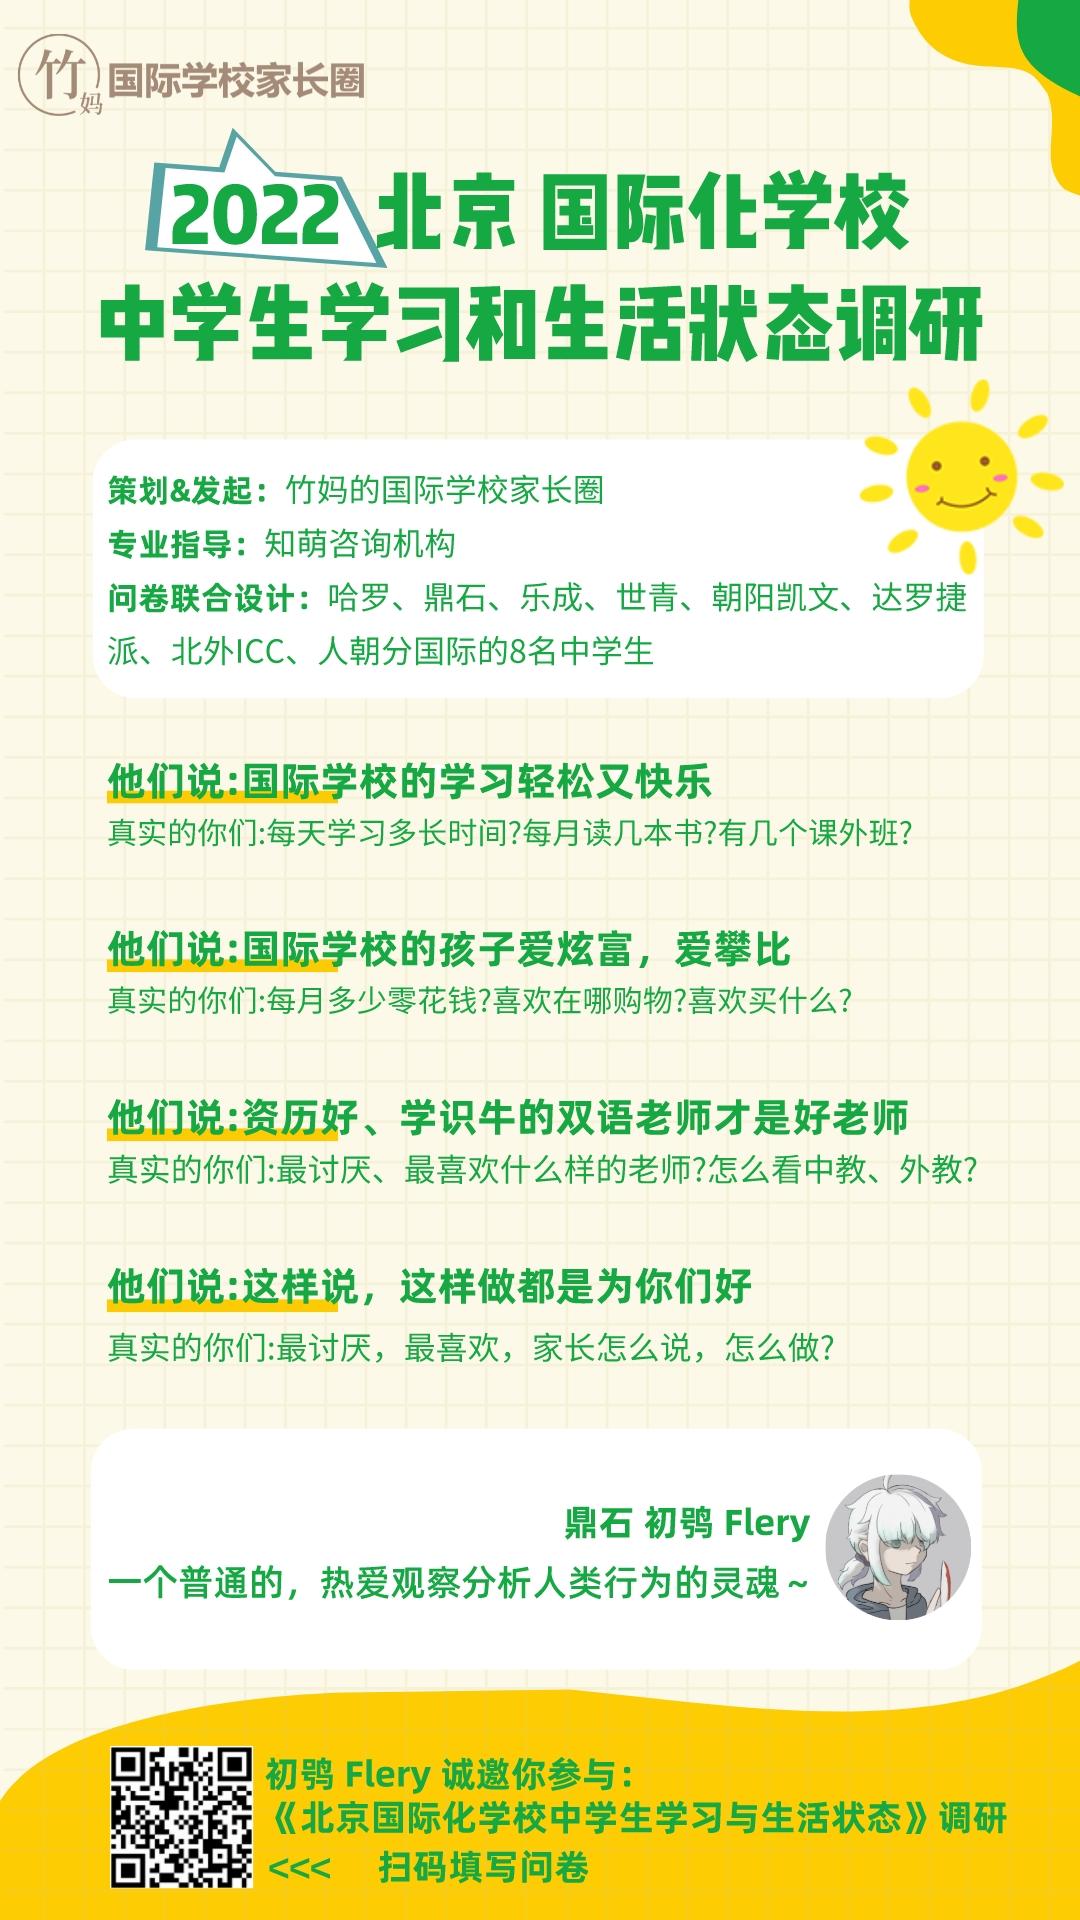 竹妈 国际学校家长圈
2022 北京 国际化学校
中学生学习和生活狀态调研
策划&发起：竹妈的国际学校家长圈
专业指导：知萌咨询机构
问卷联合设计：哈罗、鼎石、乐成、世青、朝阳凯文、达罗捷
派、北外ICC、人朝分国际的8名中学生
他们说:国际学校的学习轻松又快乐
真实的你们:每天学习多长时间?每月读几本书?有几个课外班?
他们说:国际学校的孩子爱炫富，爱攀比
真实的你们:每月多少零花钱?喜欢在哪购物?喜欢买什么?
他们说:资历好、学识牛的双语老师才是好老师
真实的你们:最讨厌、最喜欢什么样的老师?怎么看中教、外教?
他们说:这样说，这样做都是为你们好
真实的你们:最讨厌，最喜欢，家长怎么说，怎么做?
鼎石 初鸮 Flery
一个普通的，热爱观察分析人类行为的灵魂～
初鸮 Flery 诚邀你参与：
《北京国际化学校中学生学习与生活状态》调研
<<< 扫码填写问卷